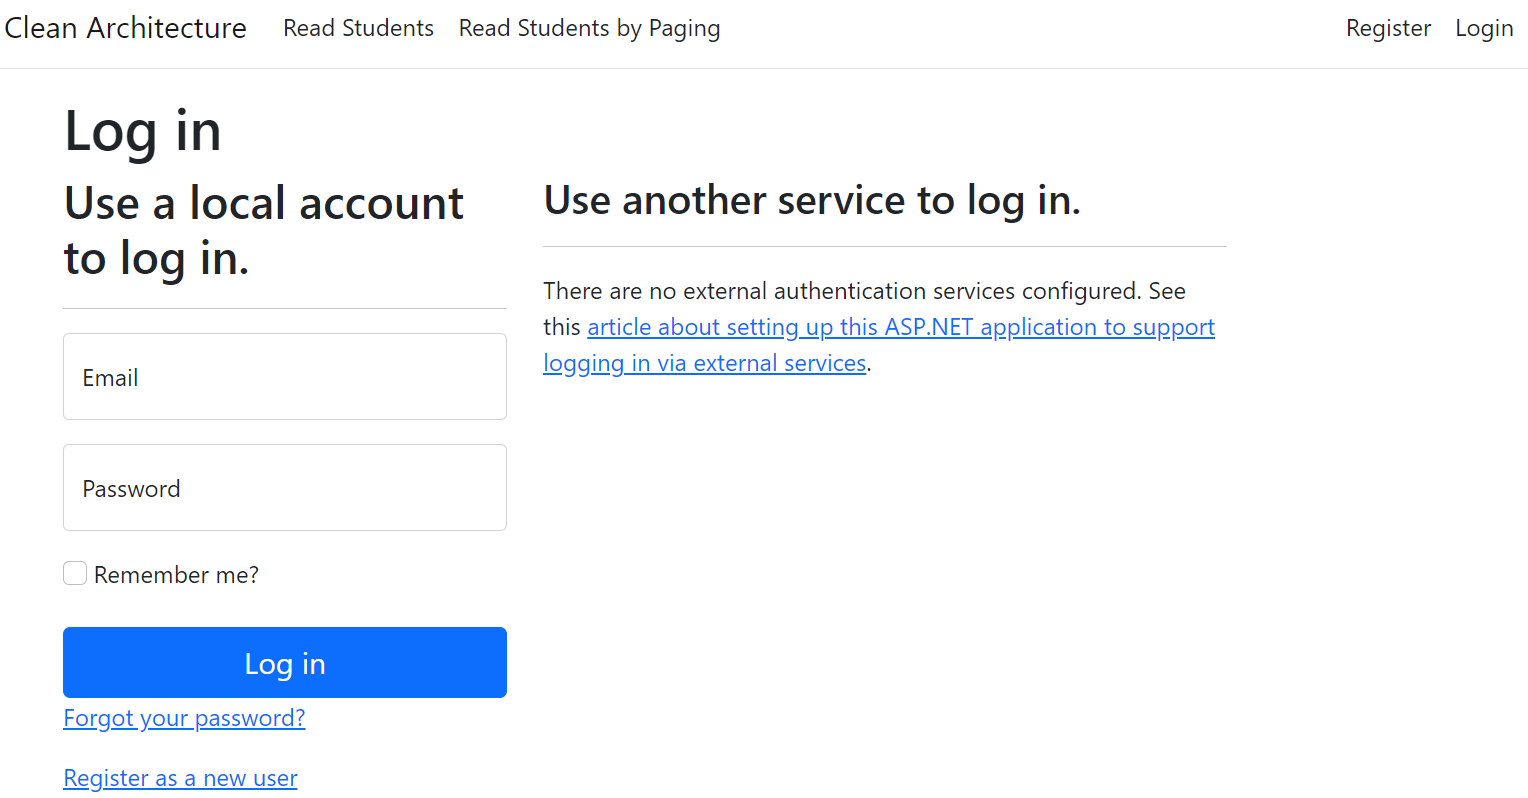 Clean Architecture Read Students Read Students by Paging Register Login
Log in
Use a local account
to log in.
Email
Password
Remember me?
Log in
Forgot your password?
Register as a new user
Use another service to log in.
There are no external authentication services configured. See
this article about setting up this ASP.NET application to support
logging in via external services.